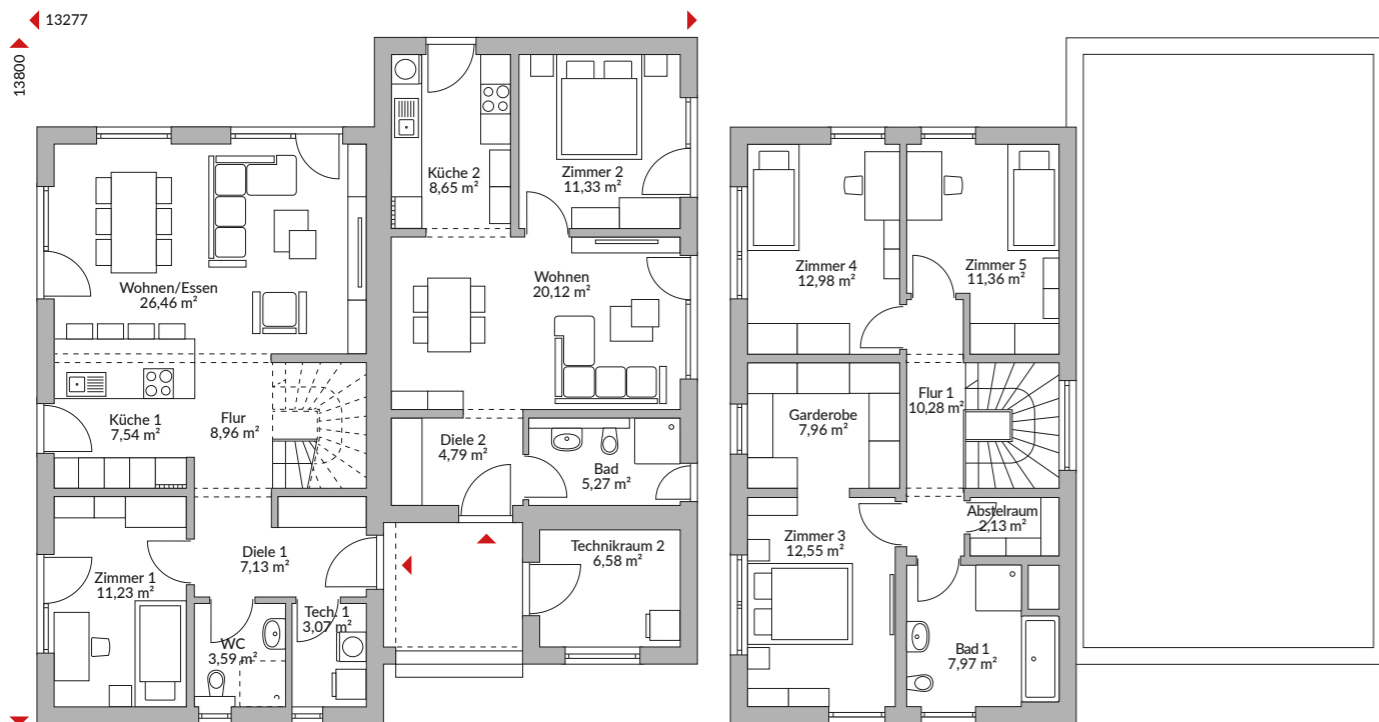 13277
13800
Küche 2
8,65 m²
Zimmer 2
11,33 m²
Wohnen/Essen
26,46 m²
Wohnen
20,12 m²
Küche 1
7,54 m²
Flur
8,96 m²
Diele 2
4,79 m²
Bad
5,27 m²
Zimmer 1
11,23 m²
Diele 1
7,13 m²
Technikraum 2
6,58 m²
Tech. 1
3,07 m²
WC
3,59 m²
Zimmer 4
12,98 m²
Zimmer 5
11,36 m²
Garderobe
7,96 m²
Flur 1
10,28 m²
Abstelraum
2,13 m²
Zimmer 3
12,55 m²
Bad 1
7,97 m²